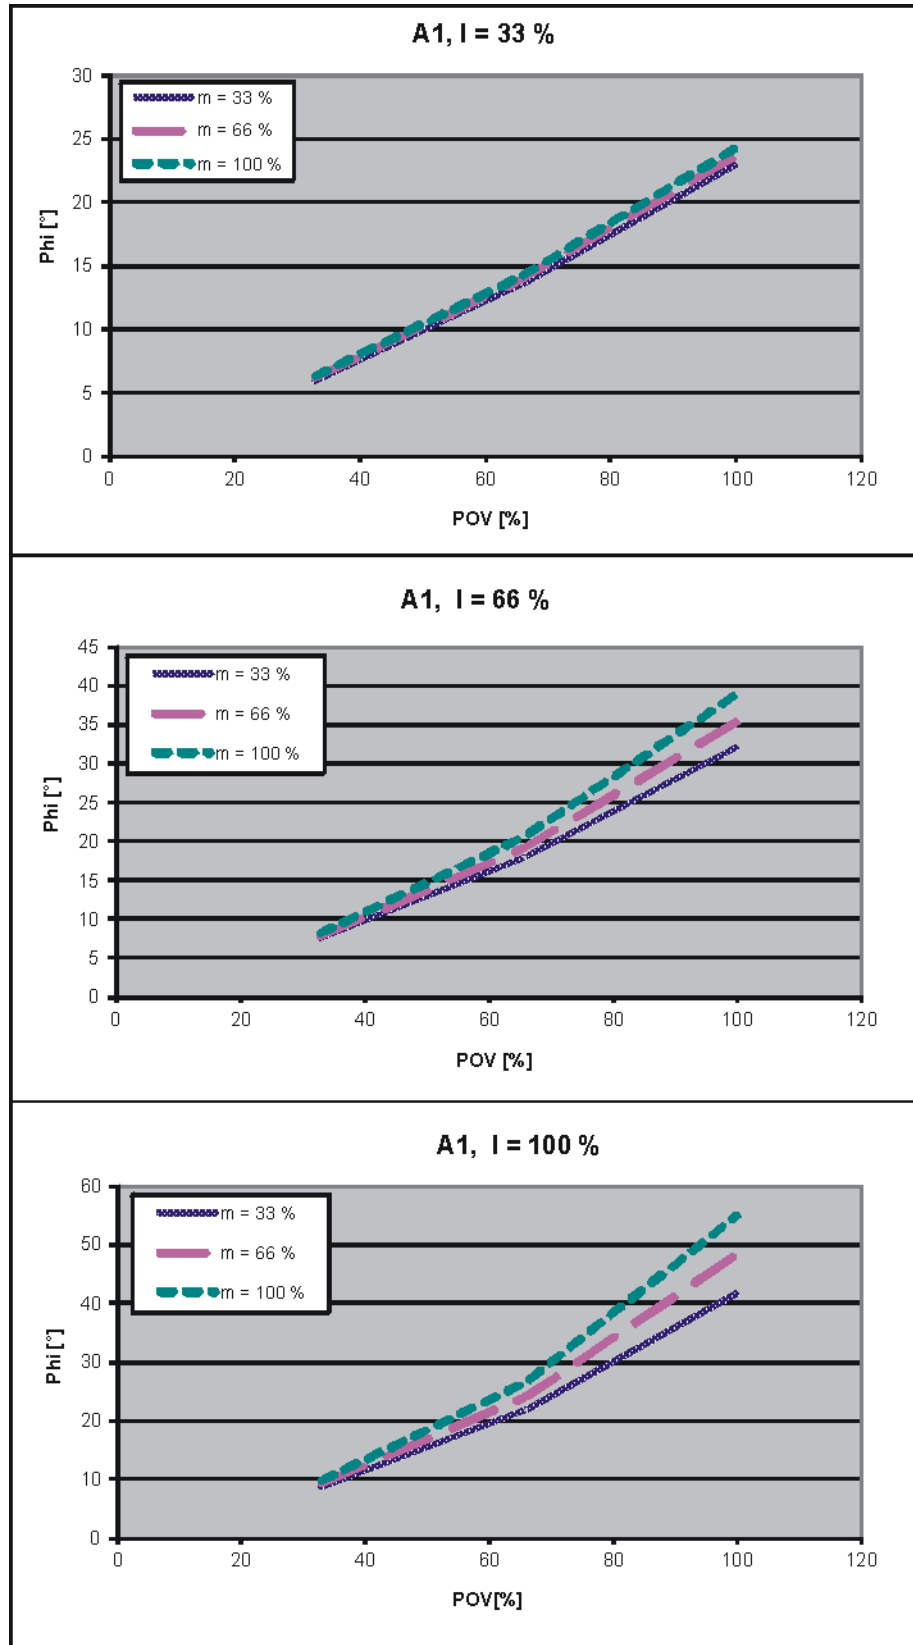 A1, I = 33 %
30
25
20
15
10
5
0
m = 33 %
m = 66 %
m = 100 %
Phi [°]
0 20 40 60 80 100 120
POV [%]
A1, I = 66 %
45
40
35
30
25
20
15
10
5
0
m = 33 %
m = 66 %
m = 100 %
Phi [°]
0 20 40 60 80 100 120
POV [%]
A1, I = 100 %
60
50
40
30
20
10
0
m = 33 %
m = 66 %
m = 100 %
Phi [°]
0 20 40 60 80 100 120
POV[%]